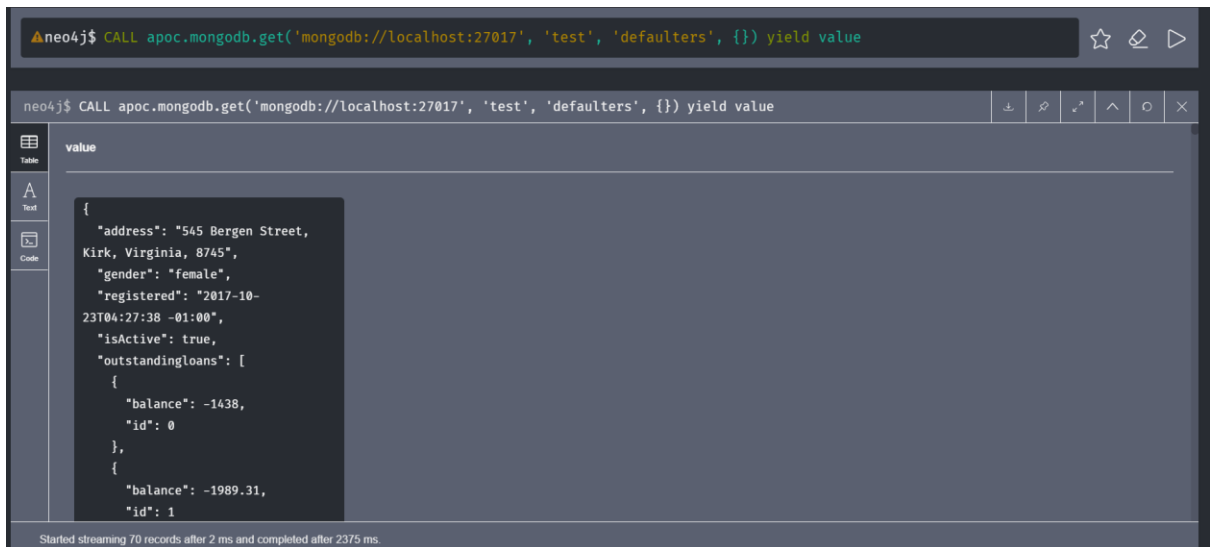 neo4j$ CALL apoc.mongodb.get('mongodb://localhost:27017', 'test', 'defaulters', {}) yield value
neo4j$ CALL apoc.mongodb.get('mongodb://localhost:27017', 'test', 'defaulters', {}) yield value
Table
A
Text
Code
value
{
"address": "545 Bergen Street,
Kirk, Virginia, 8745",
"gender": "female",
"registered": "2017-10-
23T04:27:38 -01:00",
"isActive": true,
"outstandingloans": [
{
"balance": -1438,
"id": 0
},
{
"balance": -1989.31,
"id": 1
Started streaming 70 records after 2 ms and completed after 2375 ms.